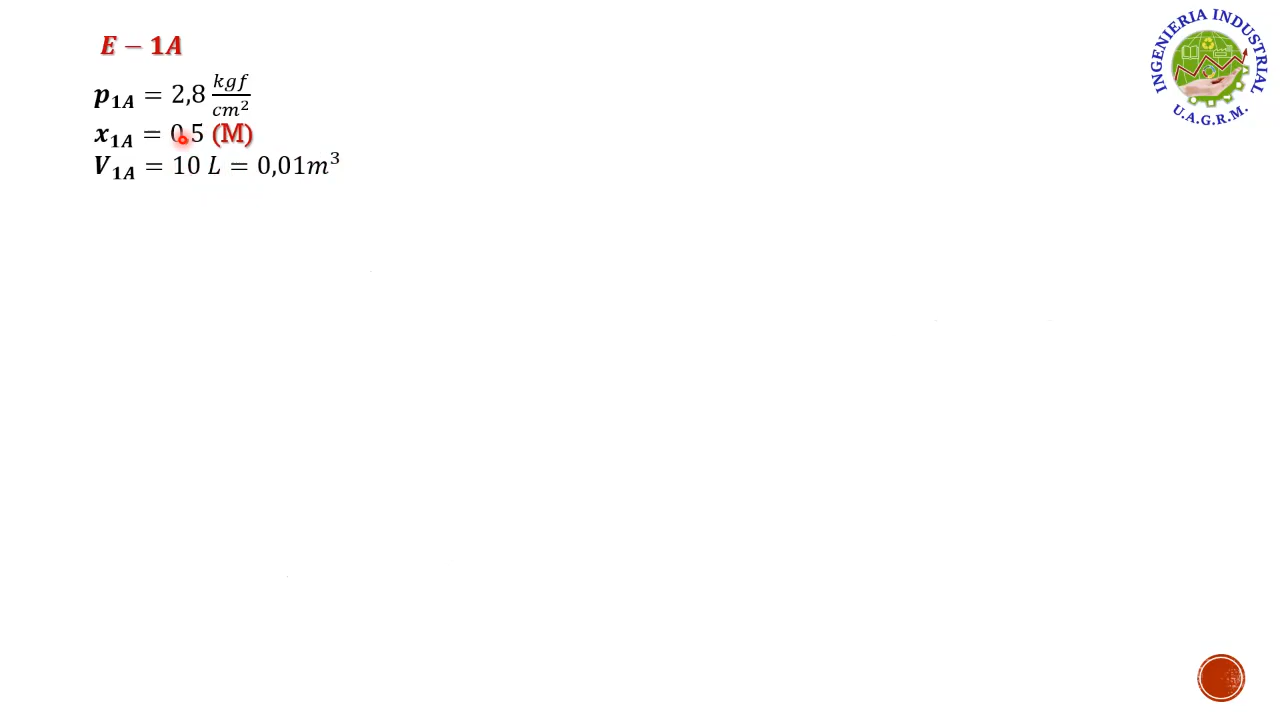 E − 1A
p₁A = 2,8 kgf/cm²
x₁A = 0,5 (M)
V₁A = 10 L = 0,01m³
INGENIERIA INDUSTRIAL
U.A.G.R.M.